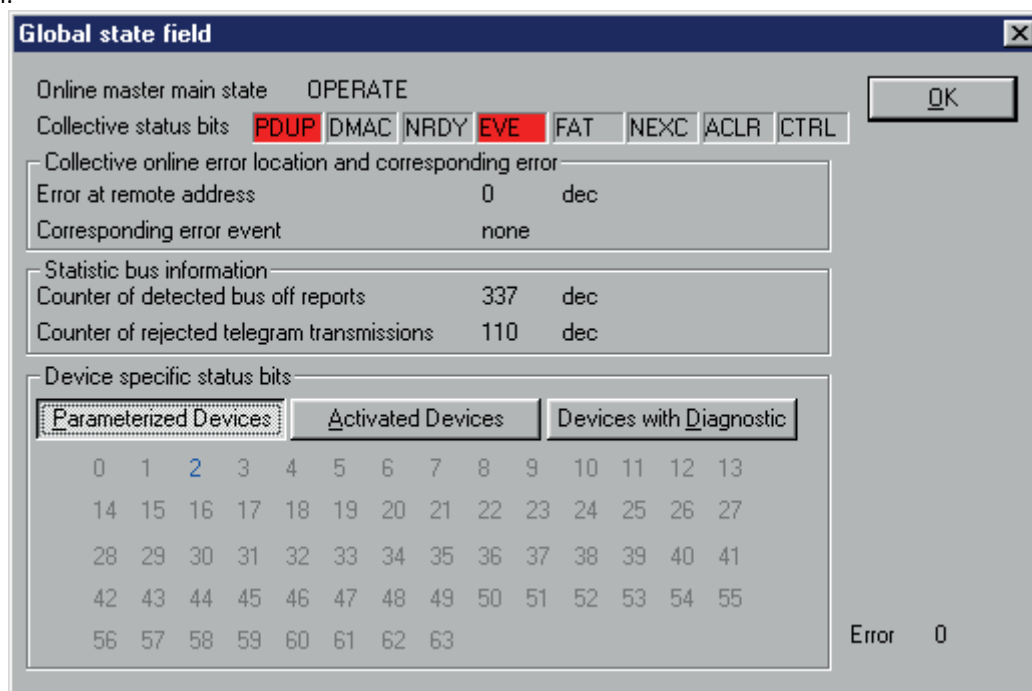 Global state field
Online master main state OPERATE
OK
Collective status bits PDUP DMAC NRDY EVE FAT NEXC ACLR CTRL
Collective online error location and corresponding error
Error at remote address 0 dec
Corresponding error event none
Statistic bus information
Counter of detected bus off reports 337 dec
Counter of rejected telegram transmissions 110 dec
Device specific status bits
Parameterized Devices Activated Devices Devices with Diagnostic
0 1 2 3 4 5 6 7 8 9 10 11 12 13
14 15 16 17 18 19 20 21 22 23 24 25 26 27
28 29 30 31 32 33 34 35 36 37 38 39 40 41
42 43 44 45 46 47 48 49 50 51 52 53 54 55
56 57 58 59 60 61 62 63
Error 0